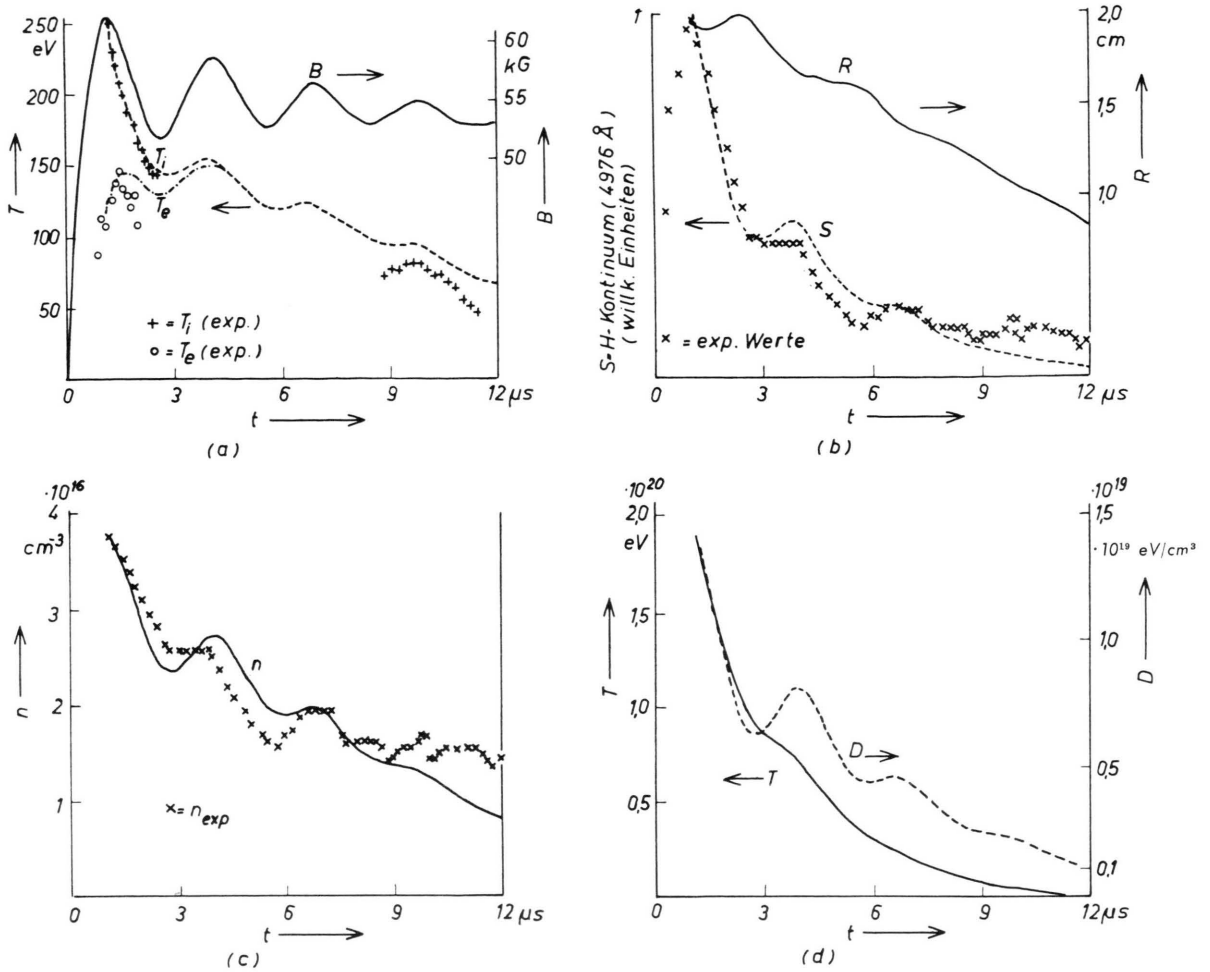 250
eV
200
150
100
50
T
B
T_i
T_e
+ = T_i (exp.)
o = T_e (exp.)
60
kG
55
50
B
0 3 6 9 12 µs
t
(a)
1
S-H-Kontinuum (4976 Å)
(willk. Einheiten)
R
S
x = exp. Werte
2,0
cm
1,5
1,0
R
0 3 6 9 12 µs
t
(b)
·10^16
4
cm^-3
3
2
1
n
n
x = n_exp
0 3 6 9 12 µs
t
(c)
·10^20
2,0
eV
1,5
1,0
0,5
T
D
T
·10^19
1,5
·10^19 eV/cm³
1,0
0,5
0,1
D
0 3 6 9 12 µs
t
(d)